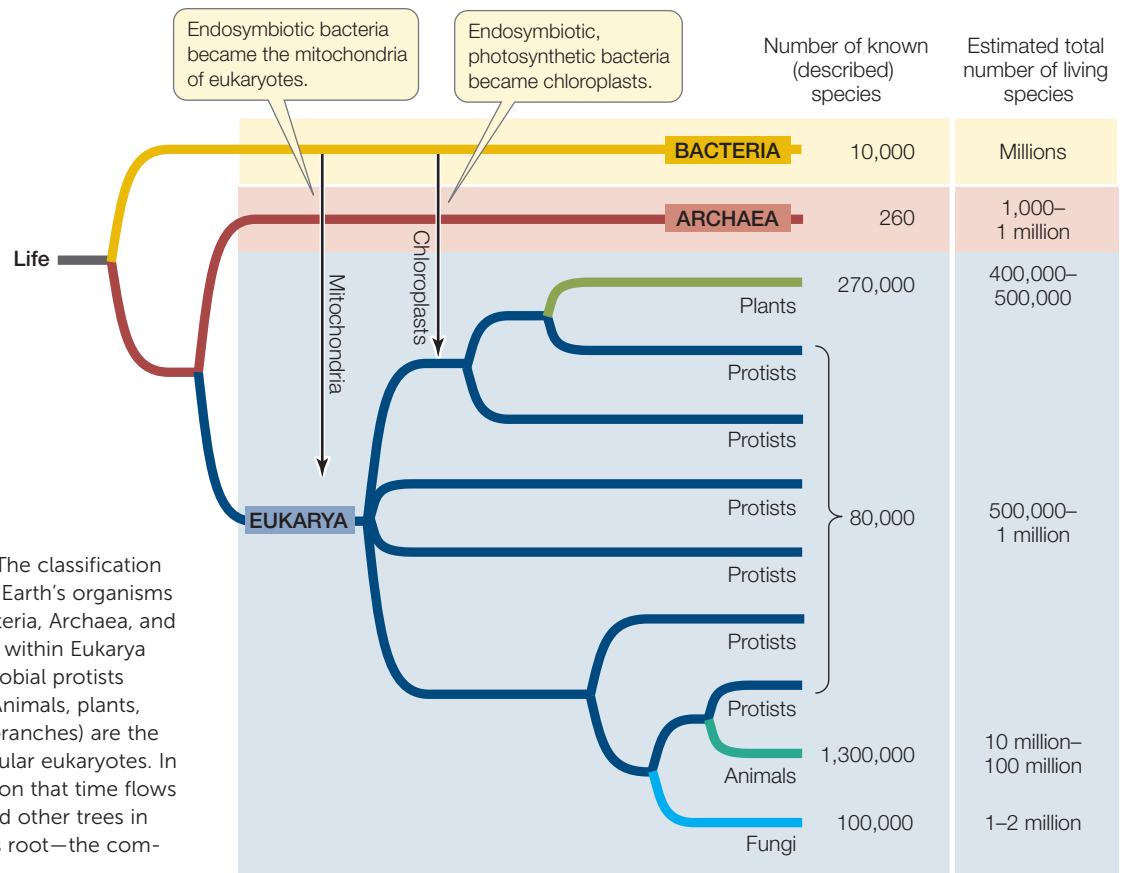 Endosymbiotic bacteria
became the mitochondria
of eukaryotes.
Endosymbiotic,
photosynthetic bacteria
became chloroplasts.
Number of known
(described)
species
Estimated total
number of living
species
BACTERIA
10,000
Millions
ARCHAEA
260
1,000–
1 million
Life
Mitochondria
Chloroplasts
Plants
270,000
400,000–
500,000
Protists
Protists
Protists
Protists
Protists
Protists
80,000
500,000–
1 million
EUKARYA
Animals
1,300,000
10 million–
100 million
Fungi
100,000
1–2 million
The classification
Earth's organisms
teria, Archaea, and
within Eukarya
obial protists
Animals, plants,
branches) are the
ular eukaryotes. In
on that time flows
d other trees in
s root—the com-